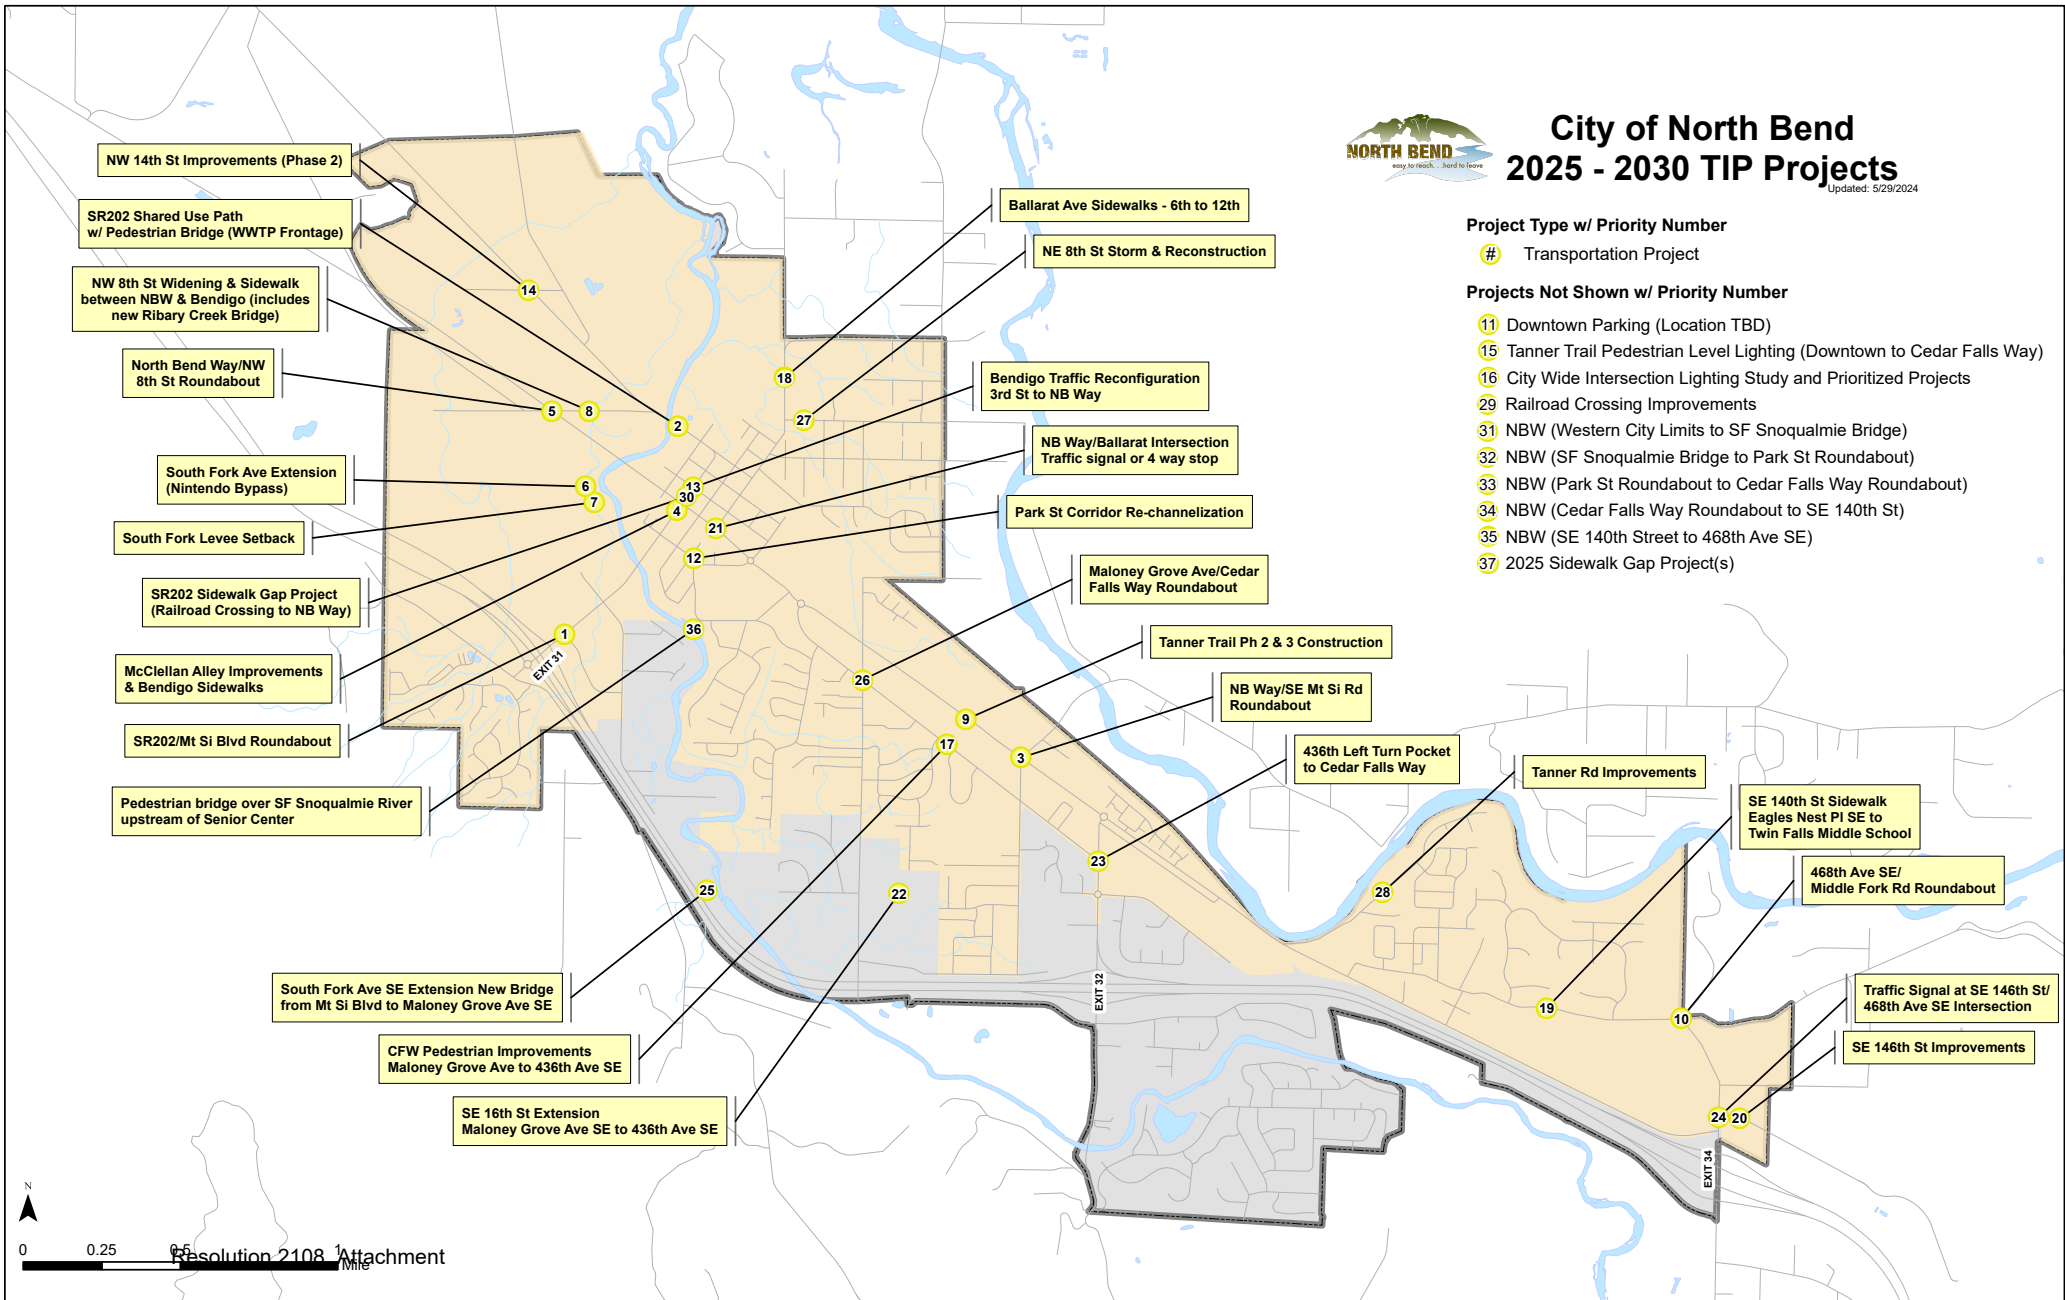 City of North Bend
2025 - 2030 TIP Projects
Updated: 5/29/2024
NORTH BEND
easy to reach. . .hard to leave
Project Type w/ Priority Number
# Transportation Project
Projects Not Shown w/ Priority Number
11 Downtown Parking (Location TBD)
15 Tanner Trail Pedestrian Level Lighting (Downtown to Cedar Falls Way)
16 City Wide Intersection Lighting Study and Prioritized Projects
29 Railroad Crossing Improvements
31 NBW (Western City Limits to SF Snoqualmie Bridge)
32 NBW (SF Snoqualmie Bridge to Park St Roundabout)
33 NBW (Park St Roundabout to Cedar Falls Way Roundabout)
34 NBW (Cedar Falls Way Roundabout to SE 140th St)
35 NBW (SE 140th Street to 468th Ave SE)
37 2025 Sidewalk Gap Project(s)
NW 14th St Improvements (Phase 2)
SR202 Shared Use Path
w/ Pedestrian Bridge (WWTP Frontage)
NW 8th St Widening & Sidewalk
between NBW & Bendigo (includes
new Ribary Creek Bridge)
North Bend Way/NW
8th St Roundabout
South Fork Ave Extension
(Nintendo Bypass)
South Fork Levee Setback
SR202 Sidewalk Gap Project
(Railroad Crossing to NB Way)
McClellan Alley Improvements
& Bendigo Sidewalks
SR202/Mt Si Blvd Roundabout
Pedestrian bridge over SF Snoqualmie River
upstream of Senior Center
South Fork Ave SE Extension New Bridge
from Mt Si Blvd to Maloney Grove Ave SE
CFW Pedestrian Improvements
Maloney Grove Ave to 436th Ave SE
SE 16th St Extension
Maloney Grove Ave SE to 436th Ave SE
Ballarat Ave Sidewalks - 6th to 12th
NE 8th St Storm & Reconstruction
Bendigo Traffic Reconfiguration
3rd St to NB Way
NB Way/Ballarat Intersection
Traffic signal or 4 way stop
Park St Corridor Re-channelization
Maloney Grove Ave/Cedar
Falls Way Roundabout
Tanner Trail Ph 2 & 3 Construction
NB Way/SE Mt Si Rd
Roundabout
436th Left Turn Pocket
to Cedar Falls Way
Tanner Rd Improvements
SE 140th St Sidewalk
Eagles Nest Pl SE to
Twin Falls Middle School
468th Ave SE/
Middle Fork Rd Roundabout
Traffic Signal at SE 146th St/
468th Ave SE Intersection
SE 146th St Improvements
14
18
5
8
2
27
6
7
13
30
4
21
12
1
36
26
9
17
3
23
25
22
28
19
10
24
20
EXIT 31
EXIT 32
EXIT 34
N
0 0.25 0.5 1
Mile
Resolution 2108, Attachment